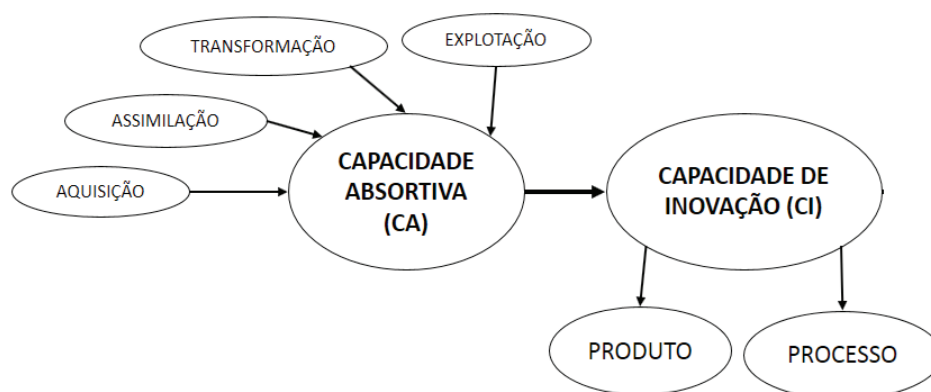 TRANSFORMAÇÃO
EXPLOTAÇÃO
ASSIMILAÇÃO
AQUISIÇÃO
CAPACIDADE
ABSORTIVA
(CA)
CAPACIDADE DE
INOVAÇÃO (CI)
PRODUTO
PROCESSO